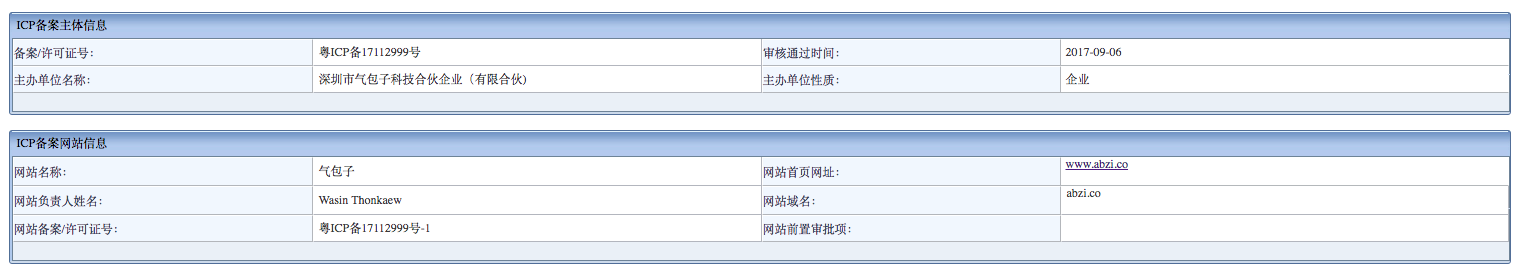 ICP备案主体信息
备案/许可证号： 粤ICP备17112999号 审核通过时间： 2017-09-06
主办单位名称： 深圳市气包子科技合伙企业（有限合伙) 主办单位性质： 企业
ICP备案网站信息
网站名称： 气包子 网站首页网址： www.abzi.co
网站负责人姓名： Wasin Thonkaew 网站域名： abzi.co
网站备案/许可证号： 粤ICP备17112999号-1 网站前置审批项：